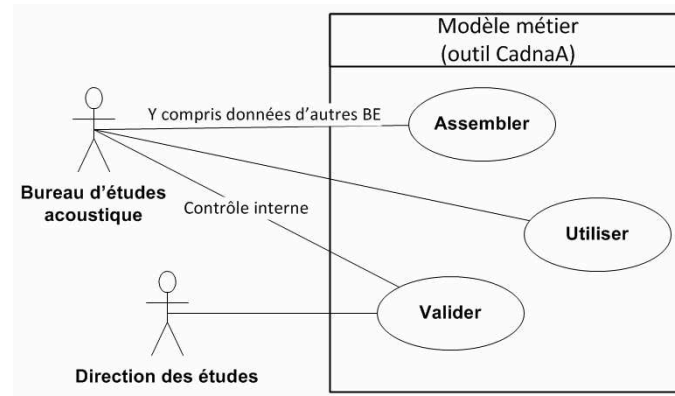 Modèle métier
(outil CadnaA)
Y compris données d'autres BE
Assembler
Bureau d'études
acoustique
Contrôle interne
Utiliser
Valider
Direction des études